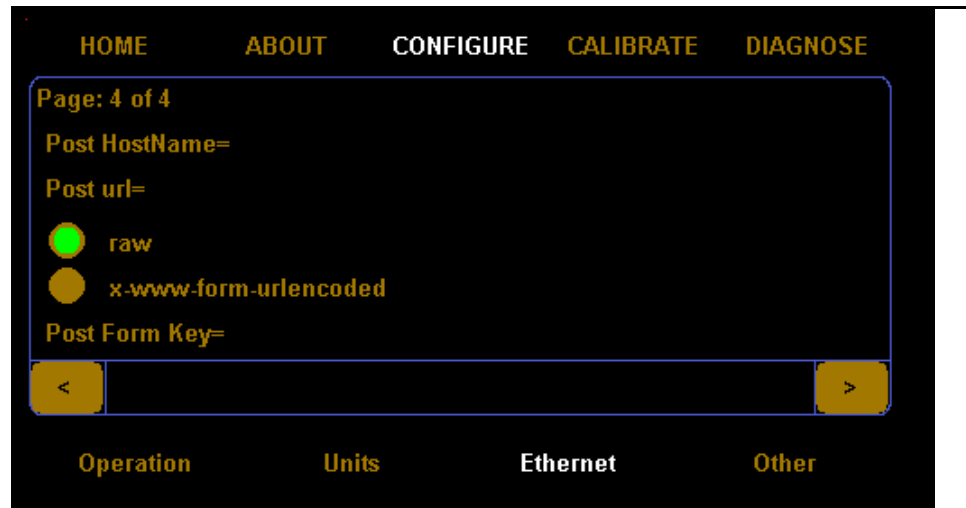 HOME ABOUT CONFIGURE CALIBRATE DIAGNOSE
Page: 4 of 4
Post HostName=
Post url=
raw
x-www-form-urlencoded
Post Form Key=
< >
Operation Units Ethernet Other